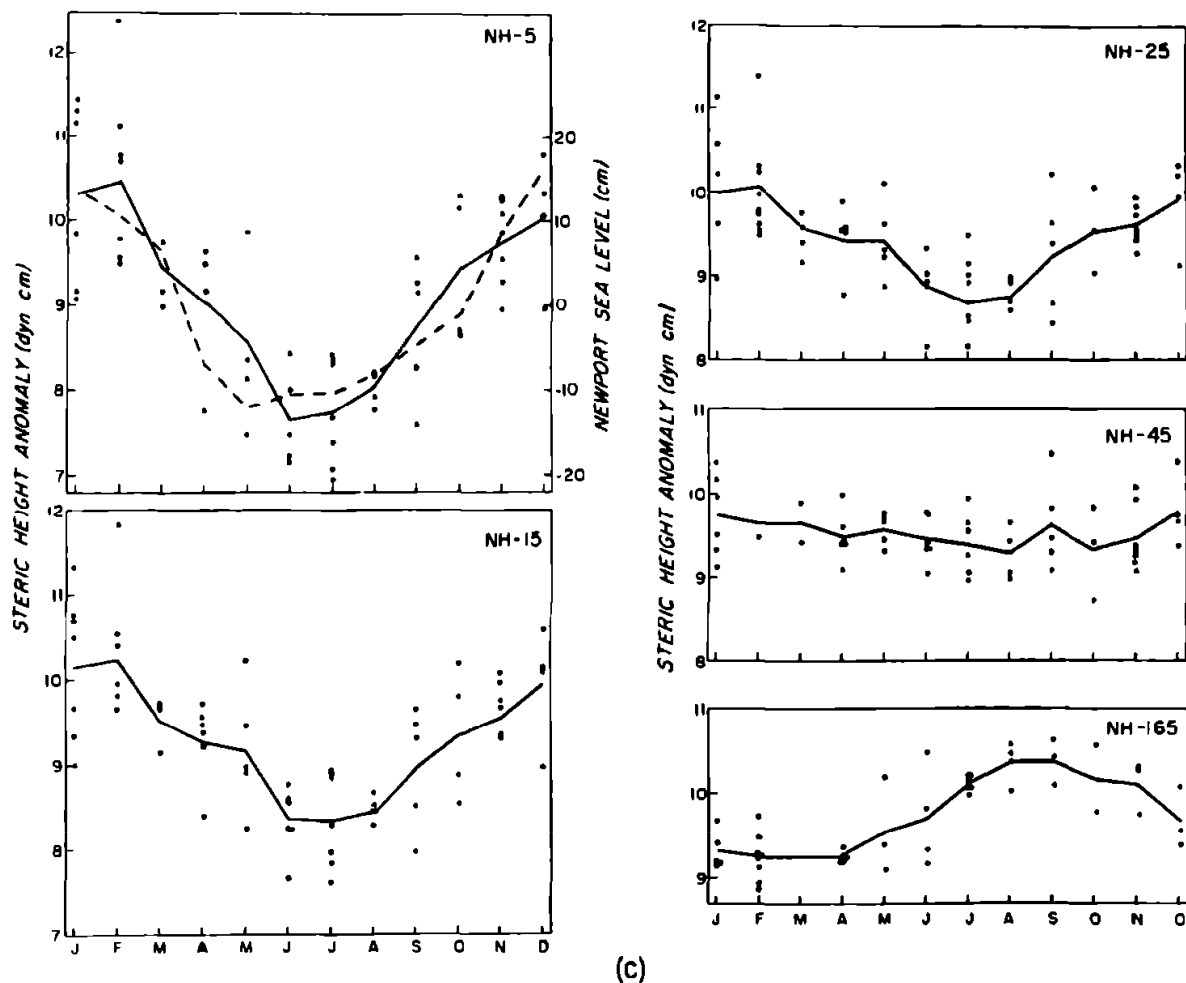 NH-5
12
11
10
9
8
7
20
10
0
-10
-20
STERIC HEIGHT ANOMALY (dyn cm)
NEWPORT SEA LEVEL (cm)
NH-15
12
11
10
9
8
7
J F M A M J J A S O N D
NH-25
12
11
10
9
8
STERIC HEIGHT ANOMALY (dyn cm)
NH-45
11
10
9
8
NH-165
11
10
9
J F M A M J J A S O N O
(c)